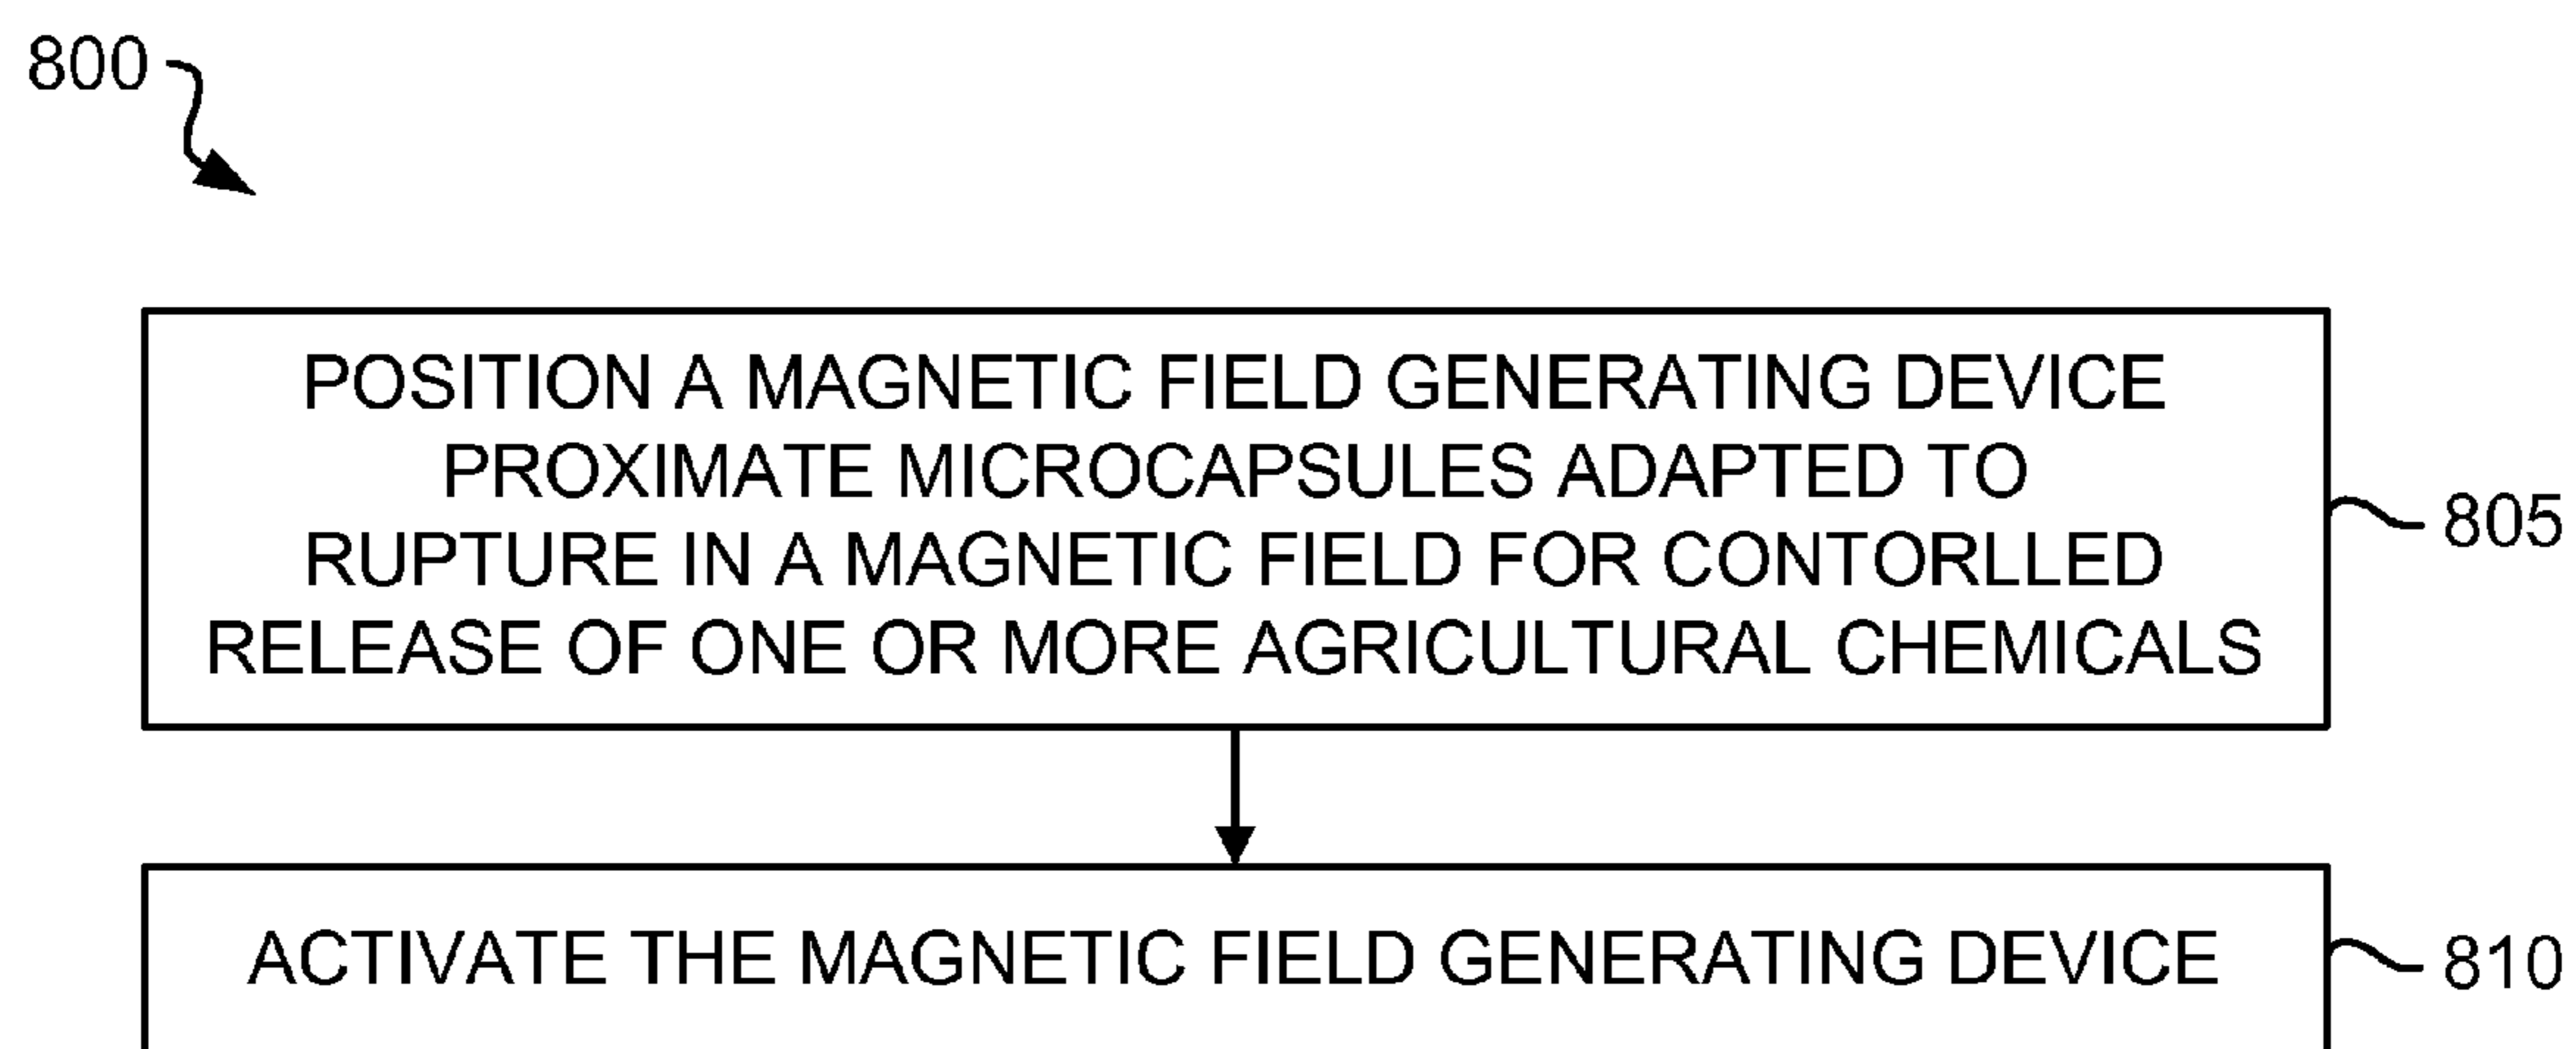 800
POSITION A MAGNETIC FIELD GENERATING DEVICE
PROXIMATE MICROCAPSULES ADAPTED TO
RUPTURE IN A MAGNETIC FIELD FOR CONTORLLED
RELEASE OF ONE OR MORE AGRICULTURAL CHEMICALS
805
ACTIVATE THE MAGNETIC FIELD GENERATING DEVICE
810